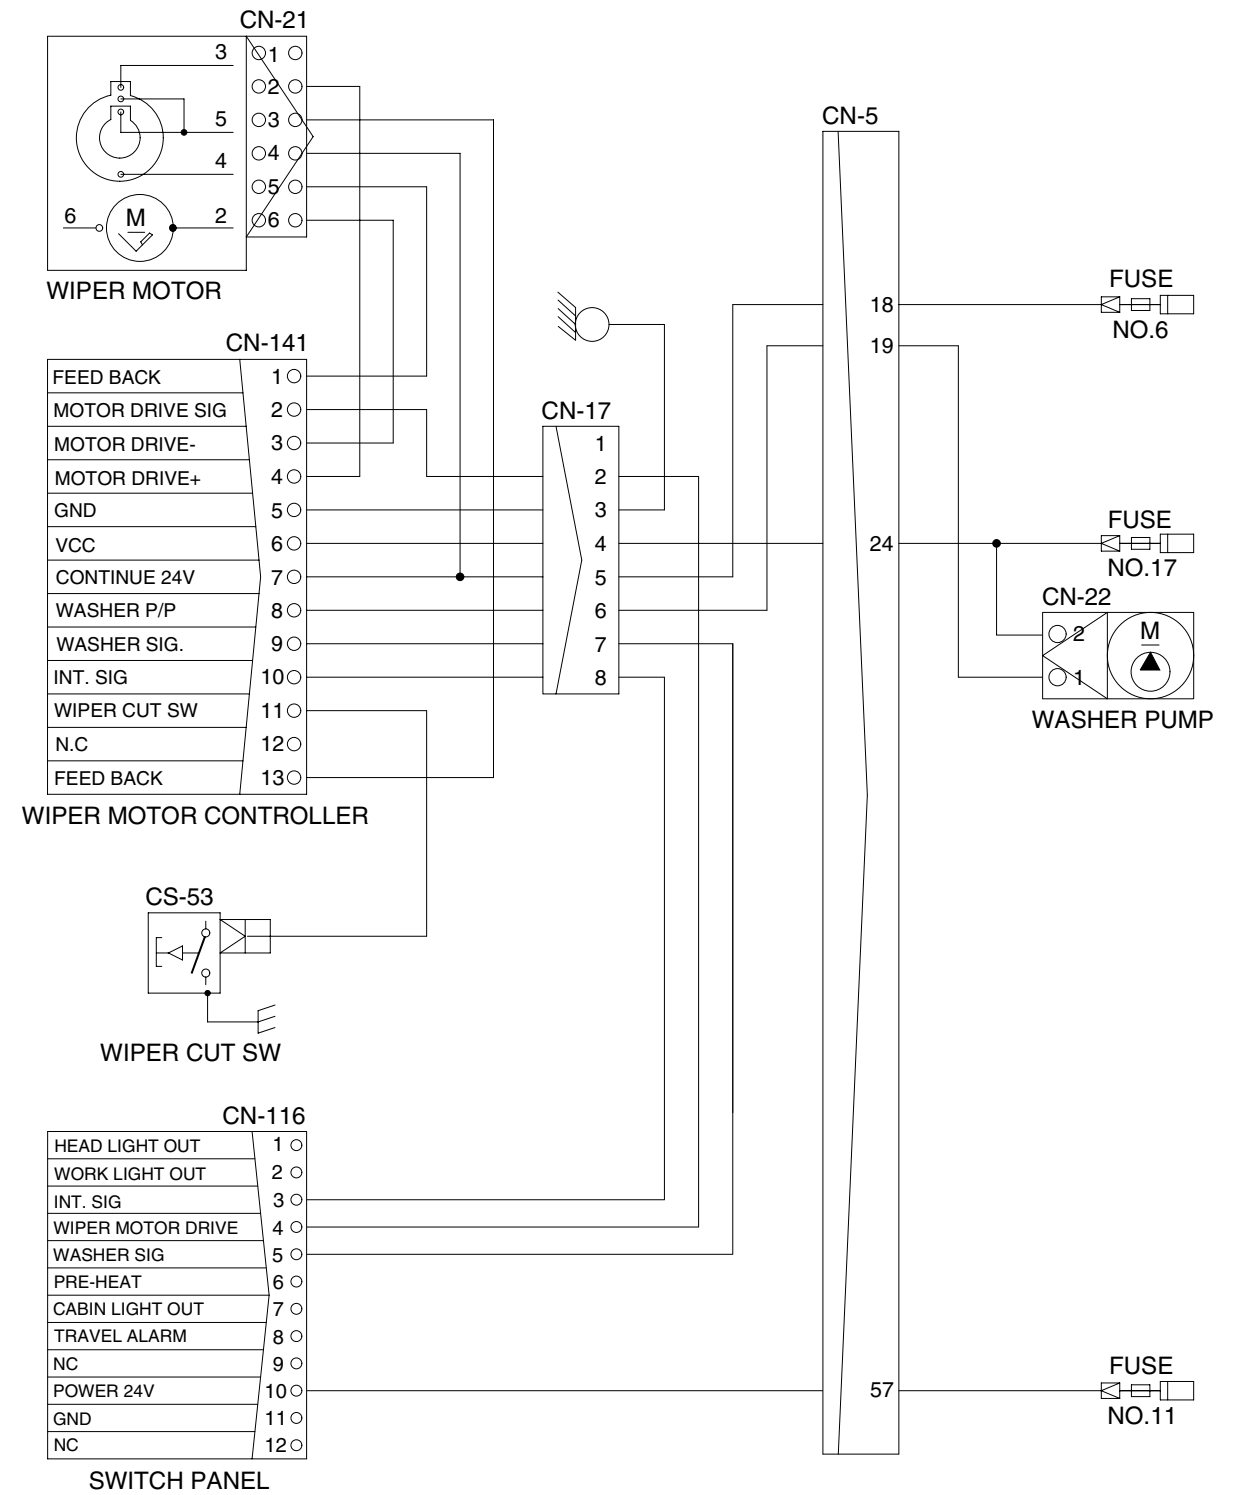 CN-21
3
5
4
6 M 2
1
2
3
4
5
6
WIPER MOTOR
CN-141
FEED BACK 1
MOTOR DRIVE SIG 2
MOTOR DRIVE- 3
MOTOR DRIVE+ 4
GND 5
VCC 6
CONTINUE 24V 7
WASHER P/P 8
WASHER SIG. 9
INT. SIG 10
WIPER CUT SW 11
N.C 12
FEED BACK 13
WIPER MOTOR CONTROLLER
CS-53
WIPER CUT SW
CN-116
HEAD LIGHT OUT 1
WORK LIGHT OUT 2
INT. SIG 3
WIPER MOTOR DRIVE 4
WASHER SIG 5
PRE-HEAT 6
CABIN LIGHT OUT 7
TRAVEL ALARM 8
NC 9
POWER 24V 10
GND 11
NC 12
SWITCH PANEL
CN-17
1
2
3
4
5
6
7
8
CN-5
18
19
24
57
FUSE
NO.6
FUSE
NO.17
CN-22
2
1
M
WASHER PUMP
FUSE
NO.11